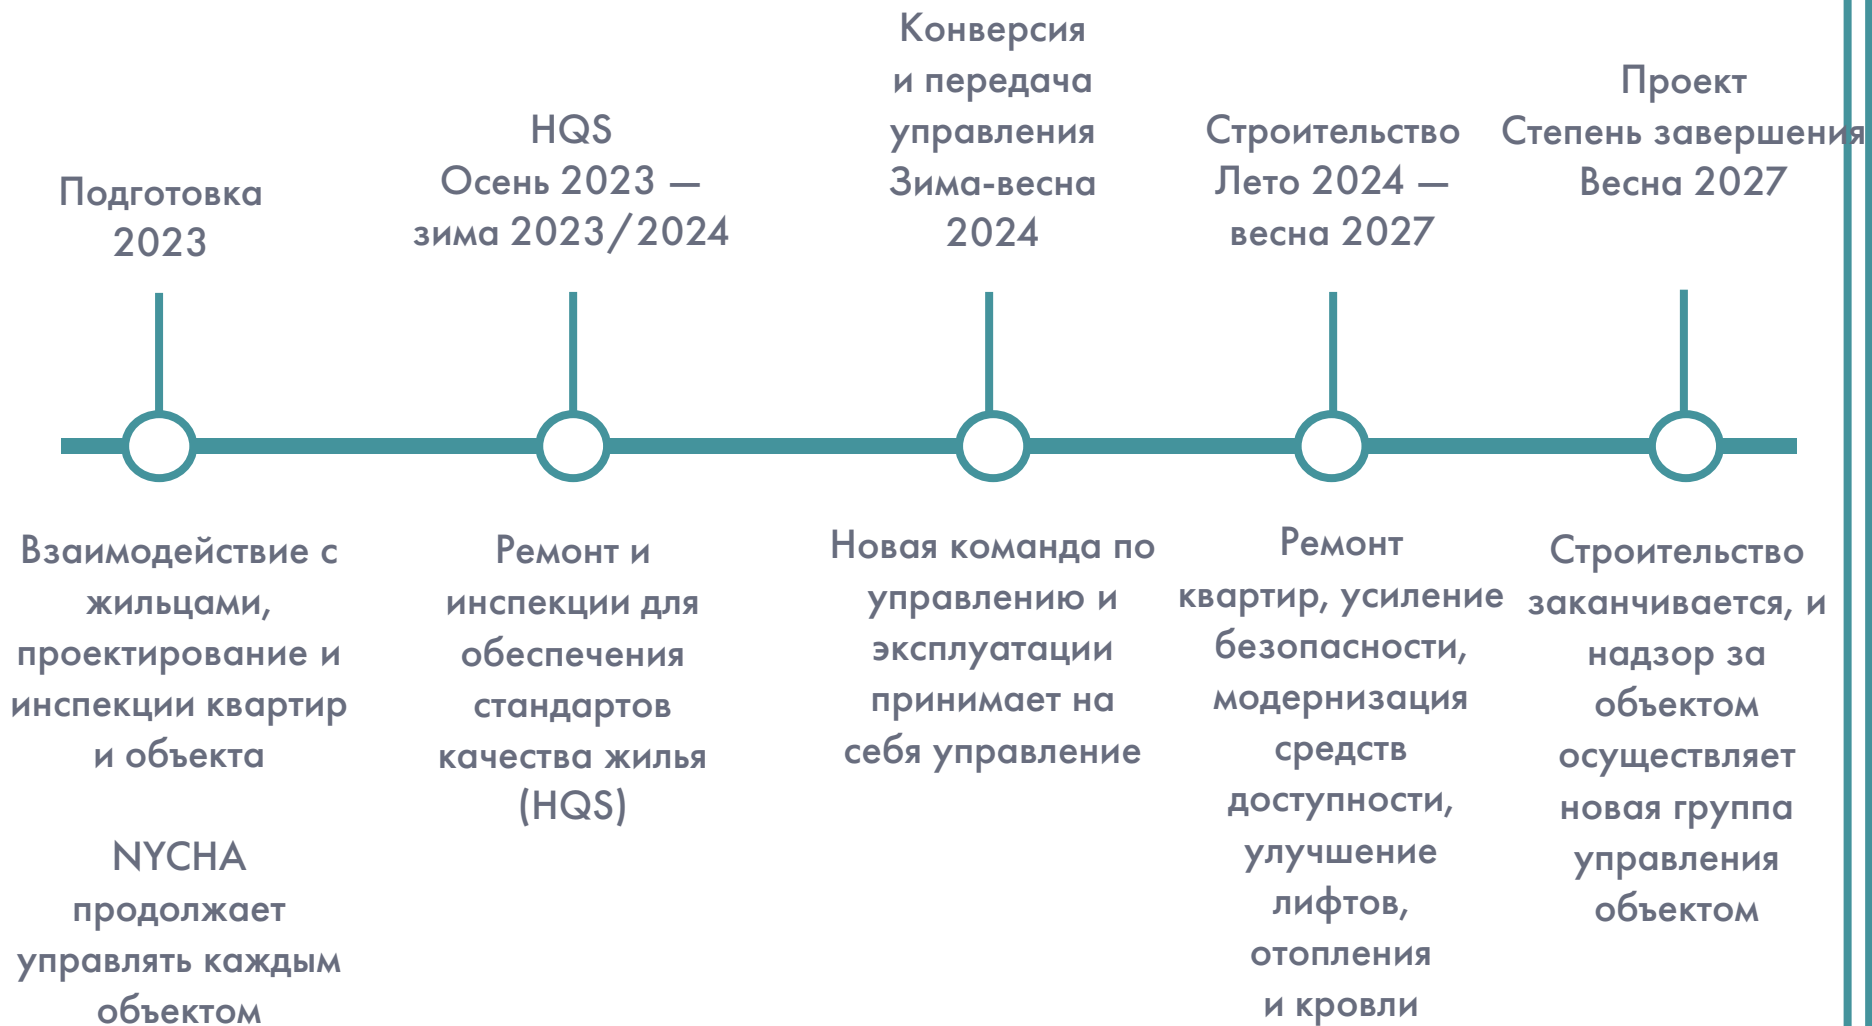 Подготовка
2023
HQS
Осень 2023 —
зима 2023/2024
Конверсия
и передача
управления
Зима-весна
2024
Строительство
Лето 2024 —
весна 2027
Проект
Степень завершения
Весна 2027
Взаимодействие с
жильцами,
проектирование и
инспекции квартир
и объекта
NYCHA
продолжает
управлять каждым
объектом
Ремонт и
инспекции для
обеспечения
стандартов
качества жилья
(HQS)
Новая команда по
управлению и
эксплуатации
принимает на
себя управление
Ремонт
квартир, усиление
безопасности,
модернизация
средств
доступности,
улучшение
лифтов,
отопления
и кровли
Строительство
заканчивается, и
надзор за
объектом
осуществляет
новая группа
управления
объектом